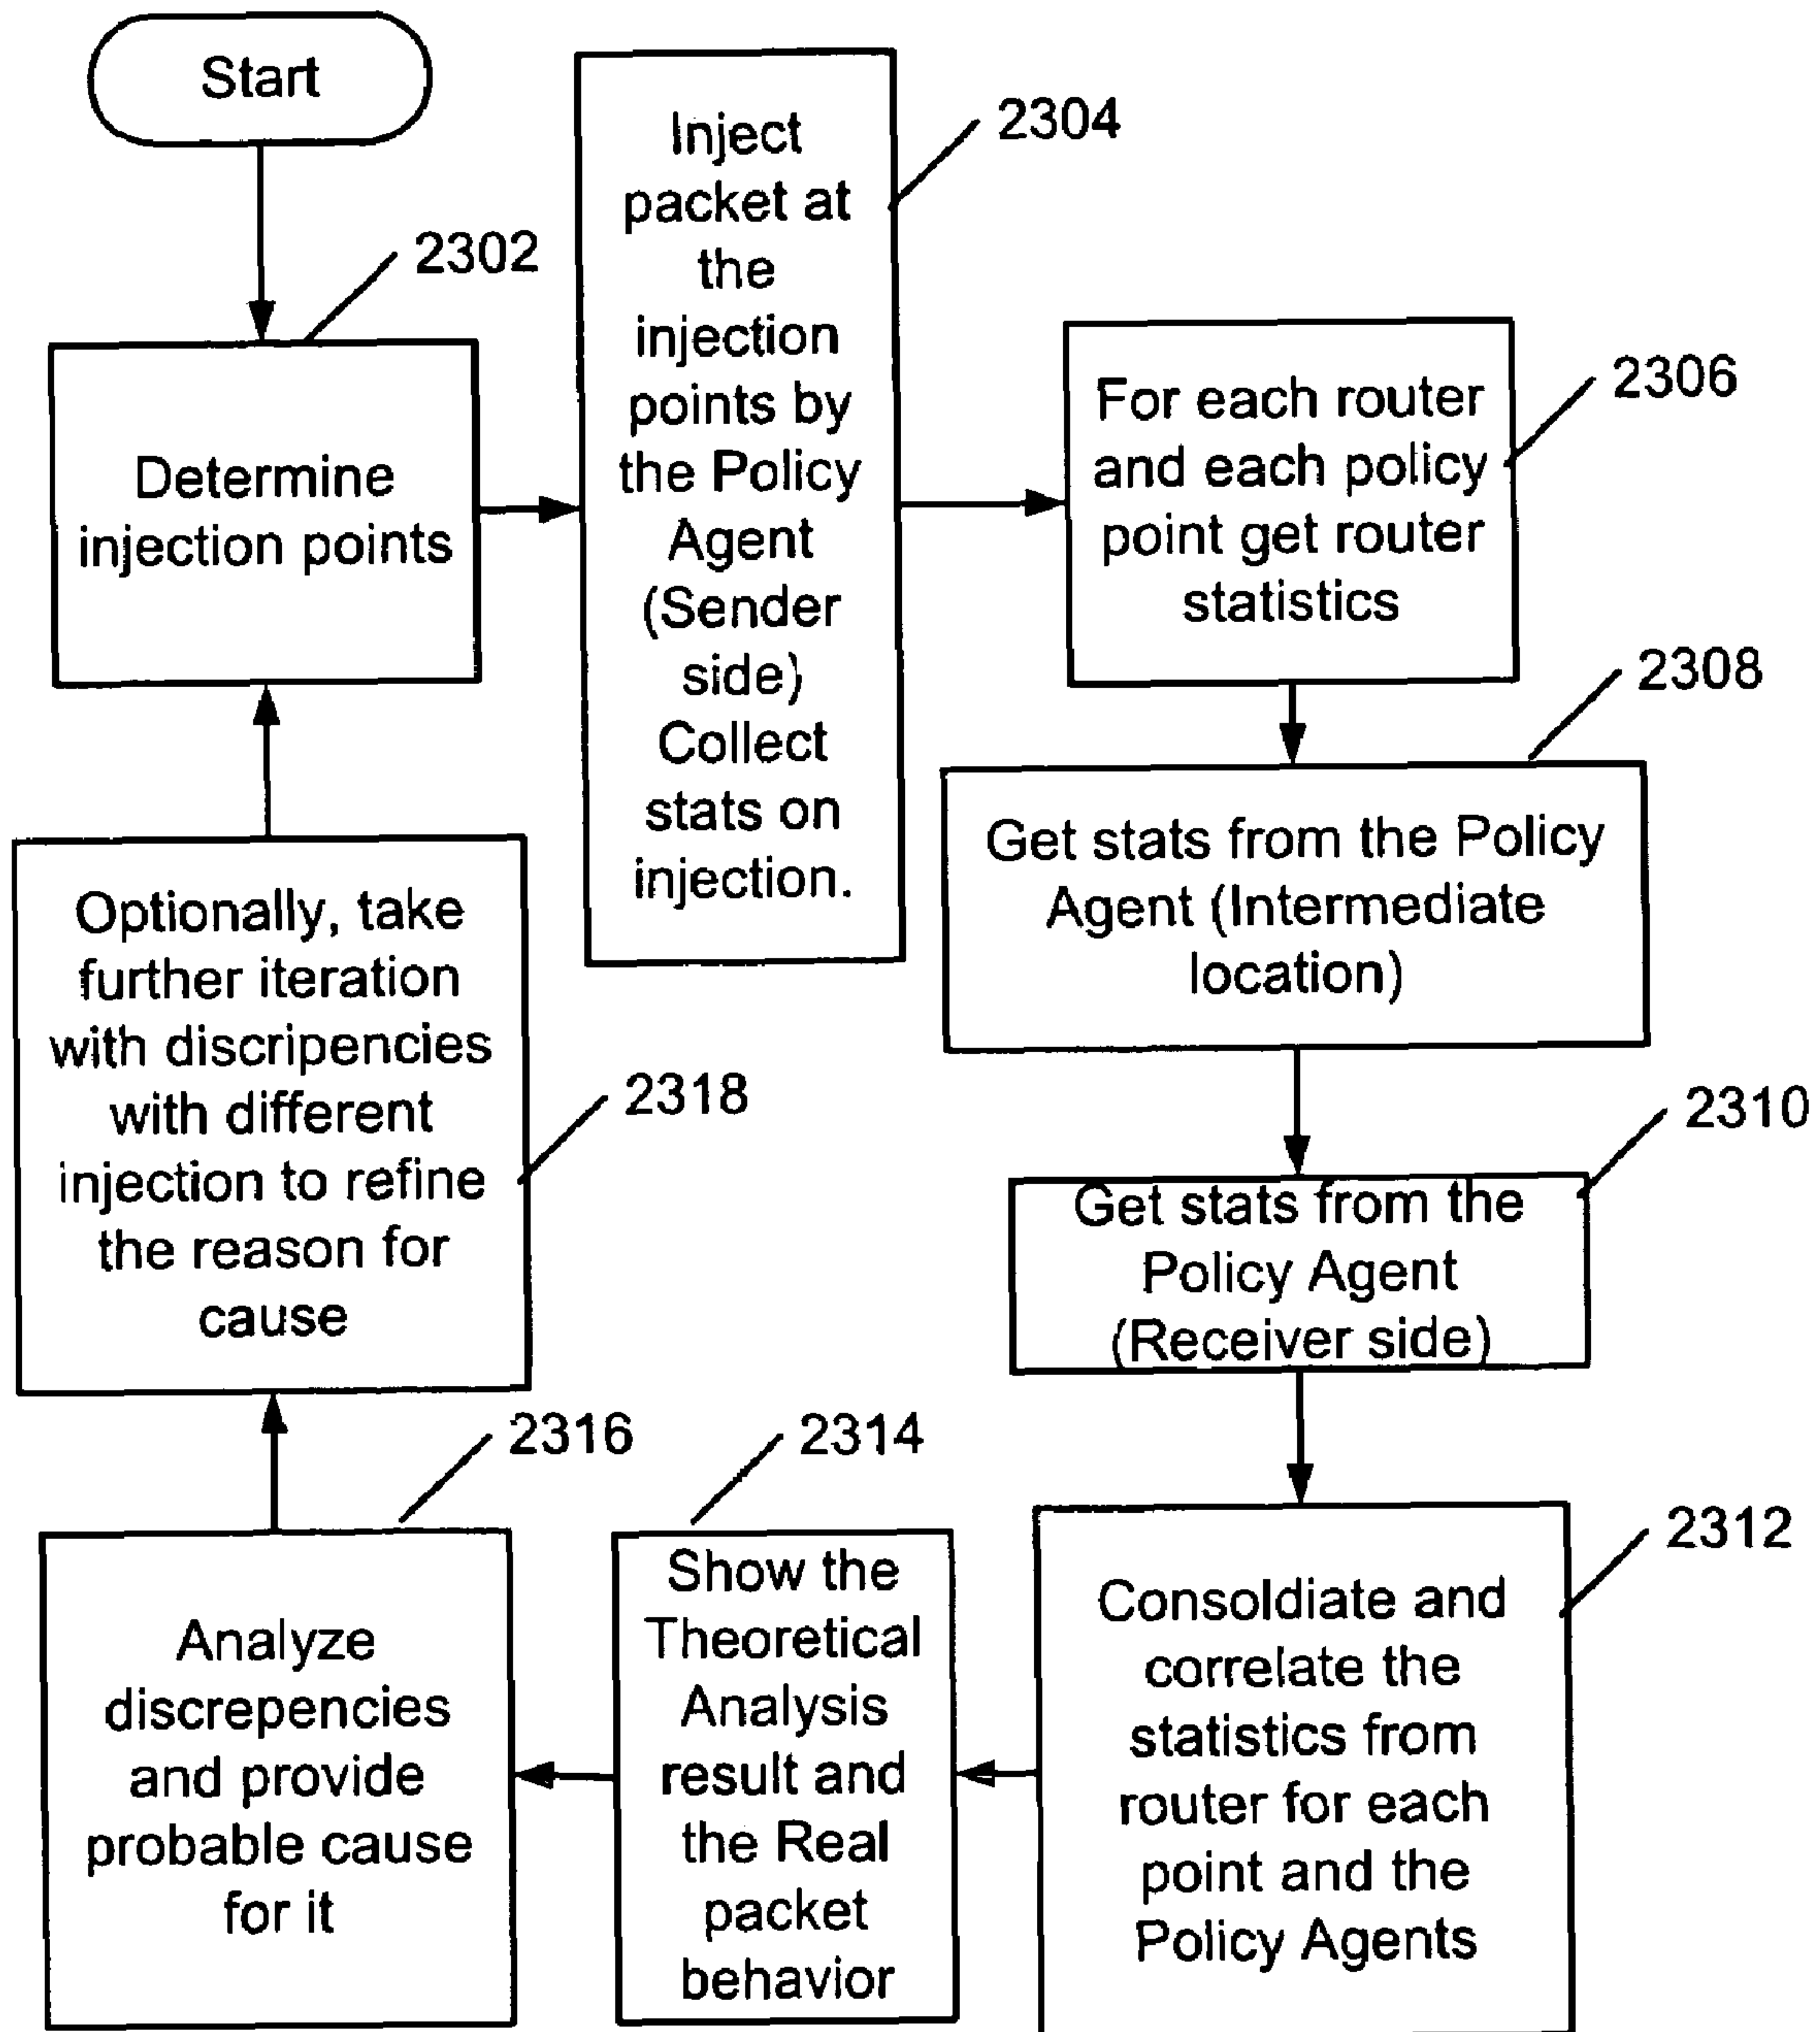 Start
2302
Determine
injection points
2304
Inject
packet at
the
injection
points by
the Policy
Agent
(Sender
side)
Collect
stats on
injection.
2306
For each router
and each policy
point get router
statistics
2308
Get stats from the Policy
Agent (Intermediate
location)
2310
Get stats from the
Policy Agent
(Receiver side)
2312
Consoldiate and
correlate the
statistics from
router for each
point and the
Policy Agents
2314
Show the
Theoretical
Analysis
result and
the Real
packet
behavior
2316
Analyze
discrepencies
and provide
probable cause
for it
2318
Optionally, take
further iteration
with discripencies
with different
injection to refine
the reason for
cause